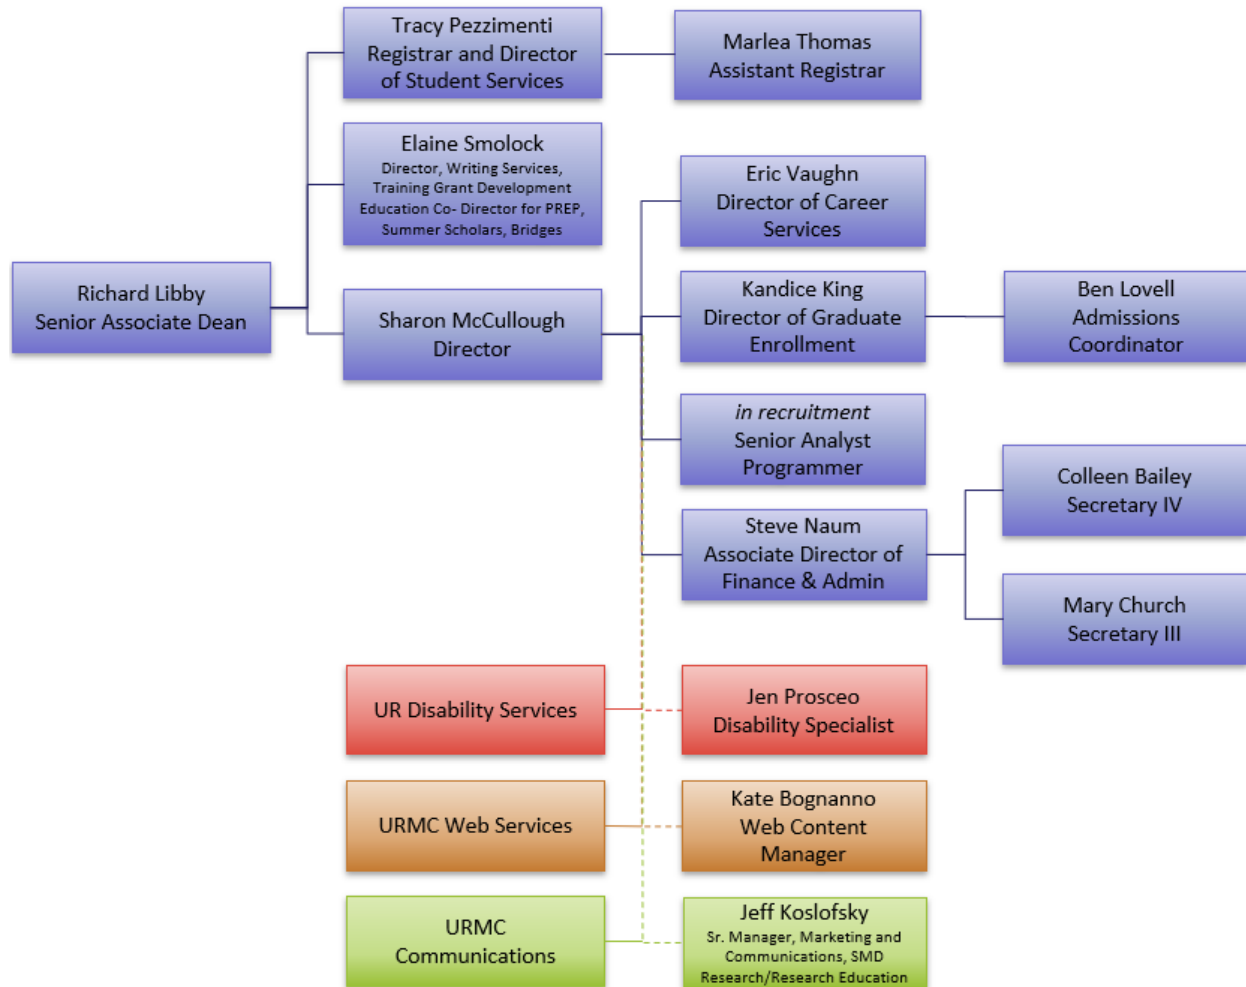 Tracy Pezzimenti
Registrar and Director
of Student Services
Marlea Thomas
Assistant Registrar
Elaine Smolock
Director, Writing Services,
Training Grant Development
Education Co- Director for PREP,
Summer Scholars, Bridges
Eric Vaughn
Director of Career
Services
Richard Libby
Senior Associate Dean
Sharon McCullough
Director
Kandice King
Director of Graduate
Enrollment
Ben Lovell
Admissions
Coordinator
in recruitment
Senior Analyst
Programmer
Colleen Bailey
Secretary IV
Steve Naum
Associate Director of
Finance & Admin
Mary Church
Secretary III
UR Disability Services
Jen Prosceo
Disability Specialist
URMC Web Services
Kate Bognanno
Web Content
Manager
URMC
Communications
Jeff Koslofsky
Sr. Manager, Marketing and
Communications, SMD
Research/Research Education